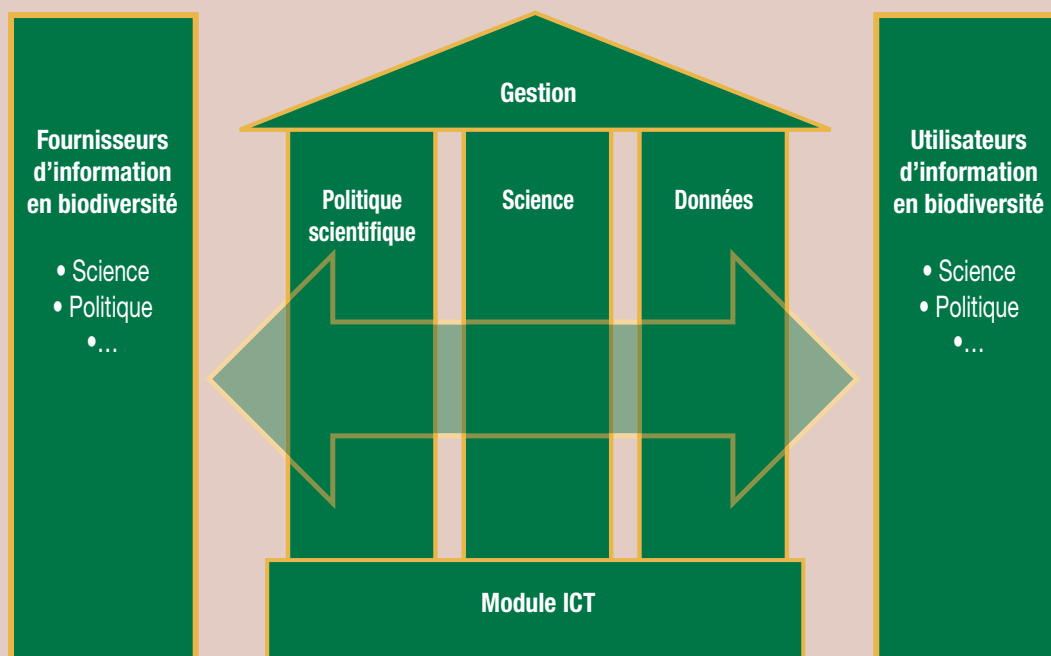 Fournisseurs
d’information
en biodiversité
• Science
• Politique
•...
Gestion
Politique
scientifique
Science
Données
Module ICT
Utilisateurs
d’information
en biodiversité
• Science
• Politique
•...